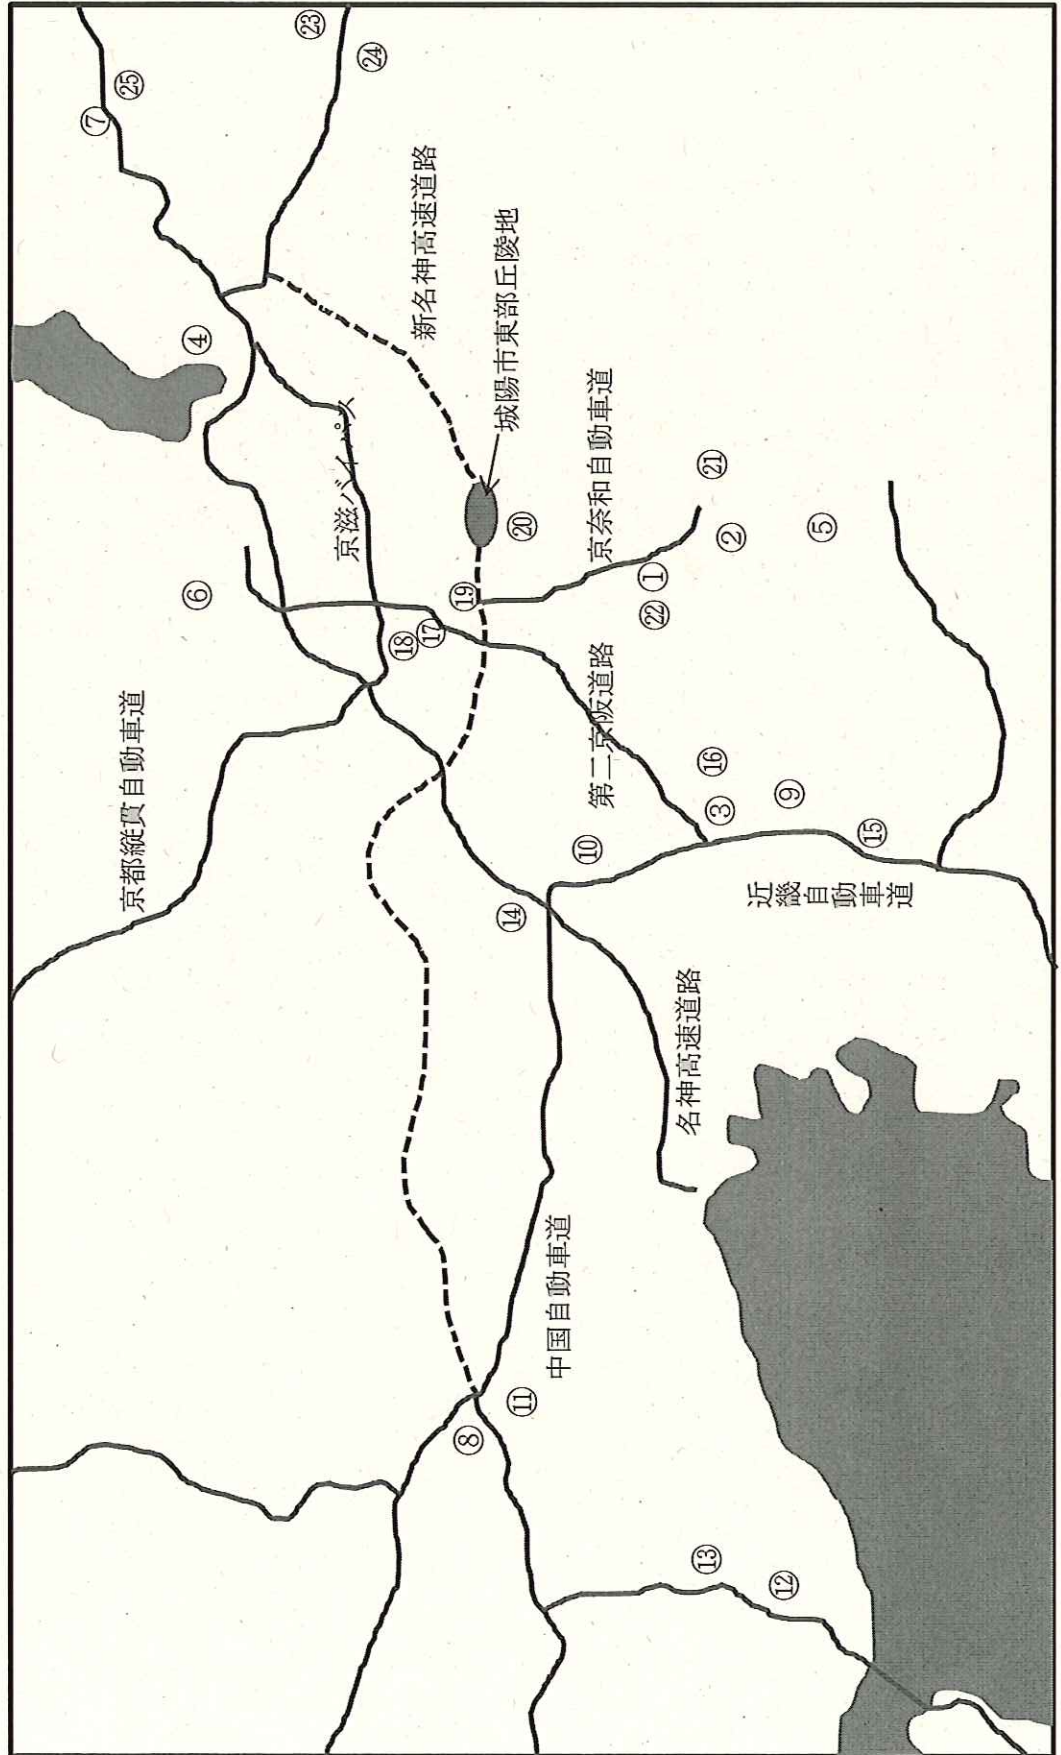 ⑦
京都縦貫自動車道
㉕
⑥
④
㉓
京滋バイパス
㉔
⑱
新名神高速道路
⑰
⑲
⑧
城陽市東部丘陵地
⑭
⑪
⑳
中国自動車道
⑩
第二京阪道路
京奈和自動車道
①
㉒
名神高速道路
⑬
⑯
㉑
③
②
⑫
⑨
⑤
近畿自動車道
⑮